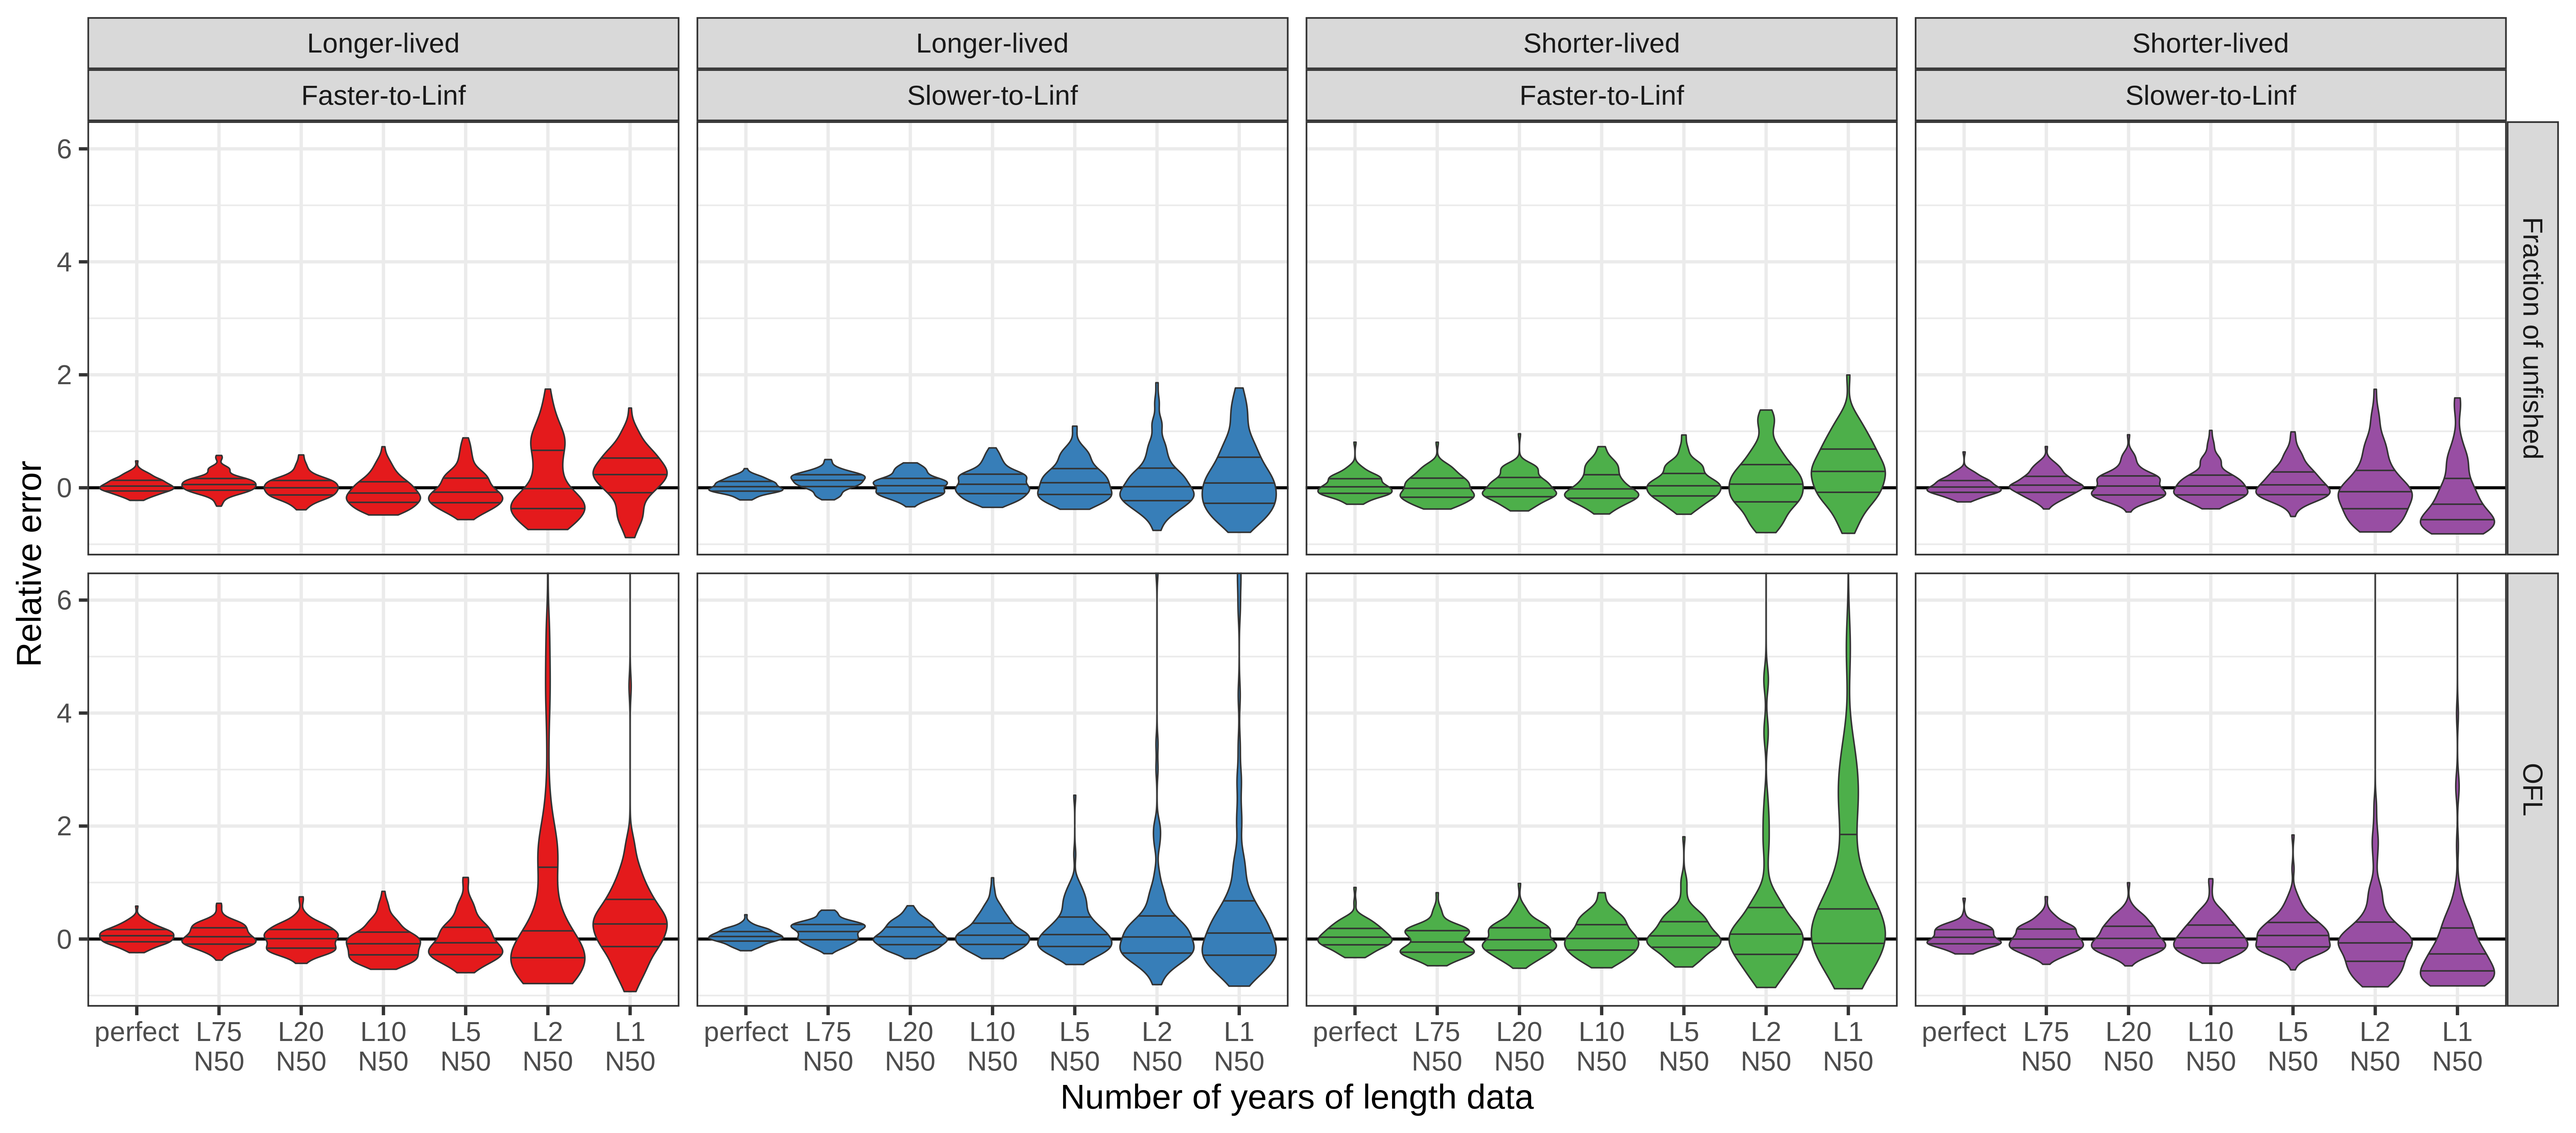 Longer-lived Longer-lived Shorter-lived Shorter-lived
Faster-to-Linf Slower-to-Linf Faster-to-Linf Slower-to-Linf
6
4
2
0
Fraction of unfished
6
4
2
0
OFL
Relative error
perfect L75 L20 L10 L5 L2 L1 perfect L75 L20 L10 L5 L2 L1 perfect L75 L20 L10 L5 L2 L1 perfect L75 L20 L10 L5 L2 L1
N50 N50 N50 N50 N50 N50 N50 N50 N50 N50 N50 N50 N50 N50 N50 N50 N50 N50 N50 N50 N50 N50 N50 N50
Number of years of length data